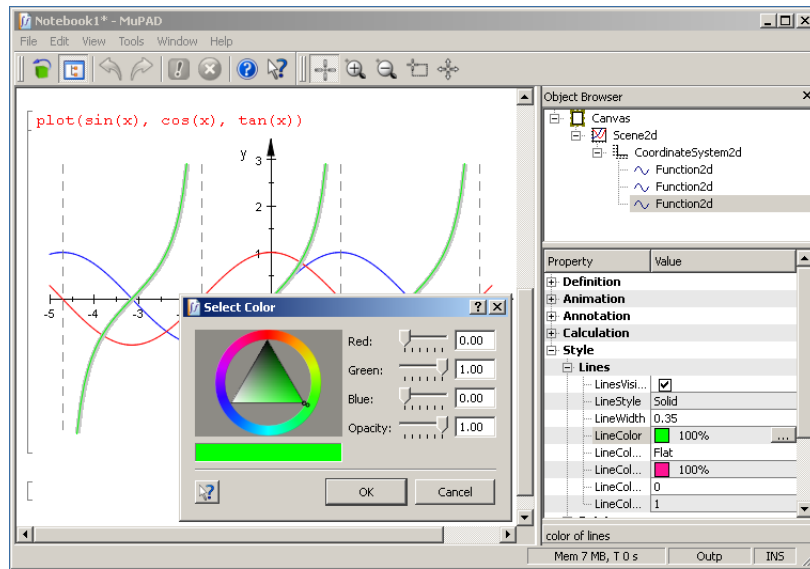 Notebook1* - MuPAD
File Edit View Tools Window Help
plot(sin(x), cos(x), tan(x))
y
3
2
1
-5 -4 -3
Select Color
Red: 0.00
Green: 1.00
Blue: 0.00
Opacity: 1.00
OK Cancel
Object Browser
Canvas
Scene2d
CoordinateSystem2d
Function2d
Function2d
Function2d
Property Value
Definition
Animation
Annotation
Calculation
Style
Lines
LinesVisi...
LineStyle Solid
LineWidth 0.35
LineColor 100% ...
LineCol... Flat
LineCol... 100%
LineCol... 0
LineCol... 1
color of lines
Mem 7 MB, T 0 s Outp INS